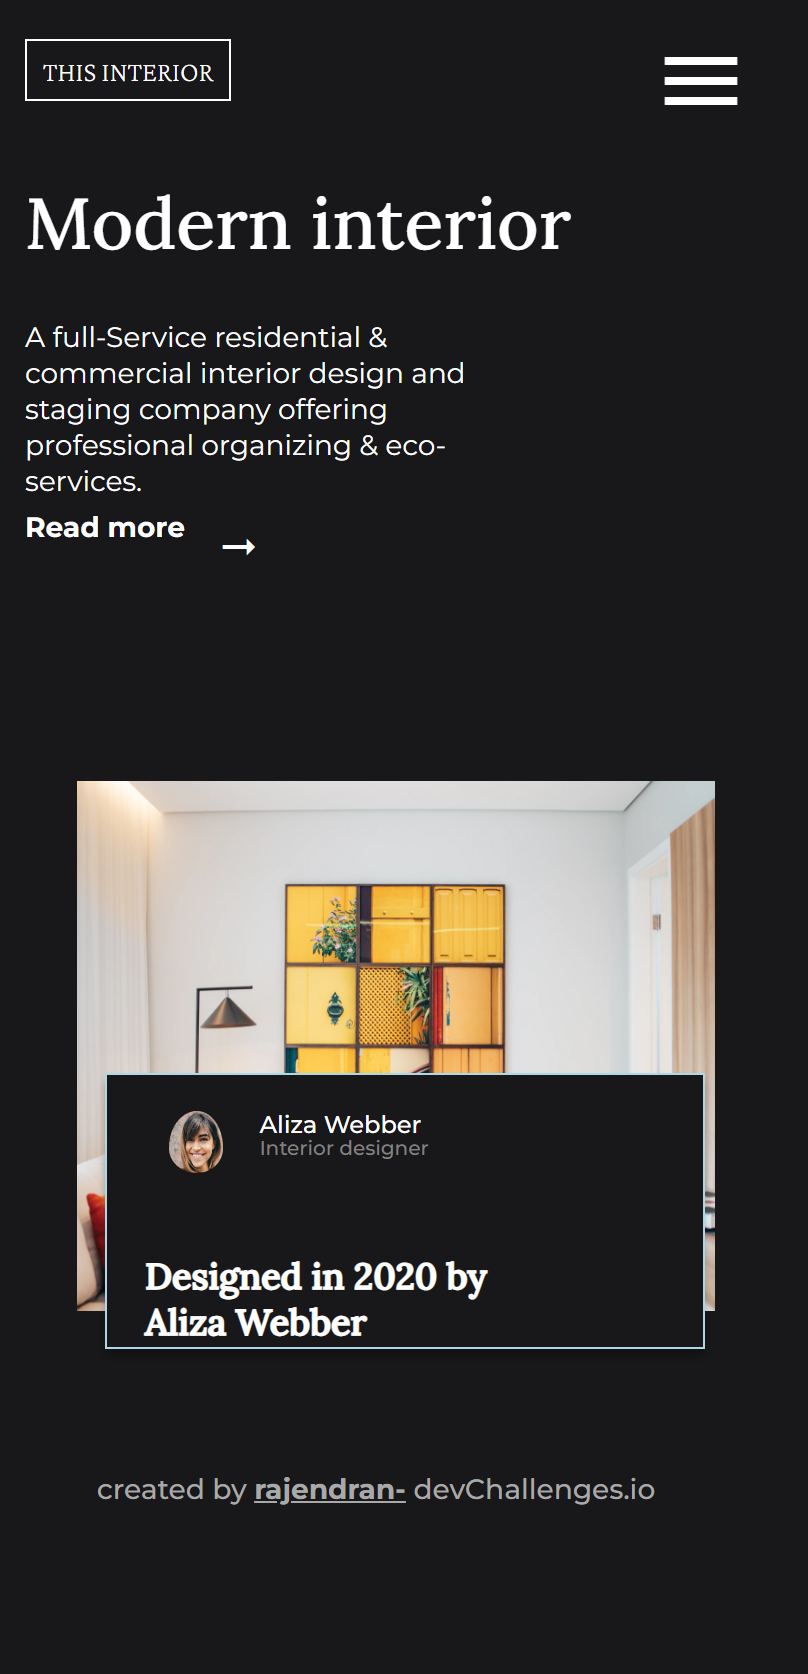 THIS INTERIOR
Modern interior
A full-Service residential &
commercial interior design and
staging company offering
professional organizing & eco-
services.
Read more
Aliza Webber
Interior designer
Designed in 2020 by
Aliza Webber
created by rajendran- devChallenges.io